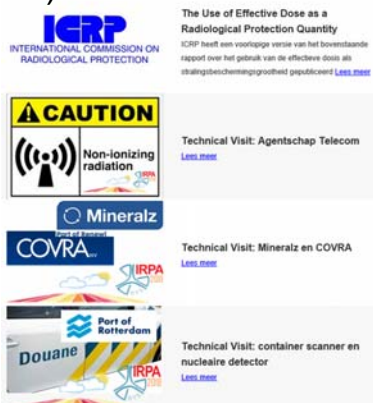 ICRP
INTERNATIONAL COMMISSION ON
RADIOLOGICAL PROTECTION
The Use of Effective Dose as a
Radiological Protection Quantity
ICRP heeft een voorlopige versie van het bovenstaande
rapport over het gebruik van de effectieve dosis als
stralingsbeschermingsgrootheid gepubliceerd Lees meer
CAUTION
Non-ionizing
radiation
IRPA
Technical Visit: Agentschap Telecom
Lees meer
Mineralz
Part of Renewi
COVRA
IRPA
Technical Visit: Mineralz en COVRA
Lees meer
Port of
Rotterdam
Douane
IRPA
Technical Visit: container scanner en
nucleaire detector
Lees meer